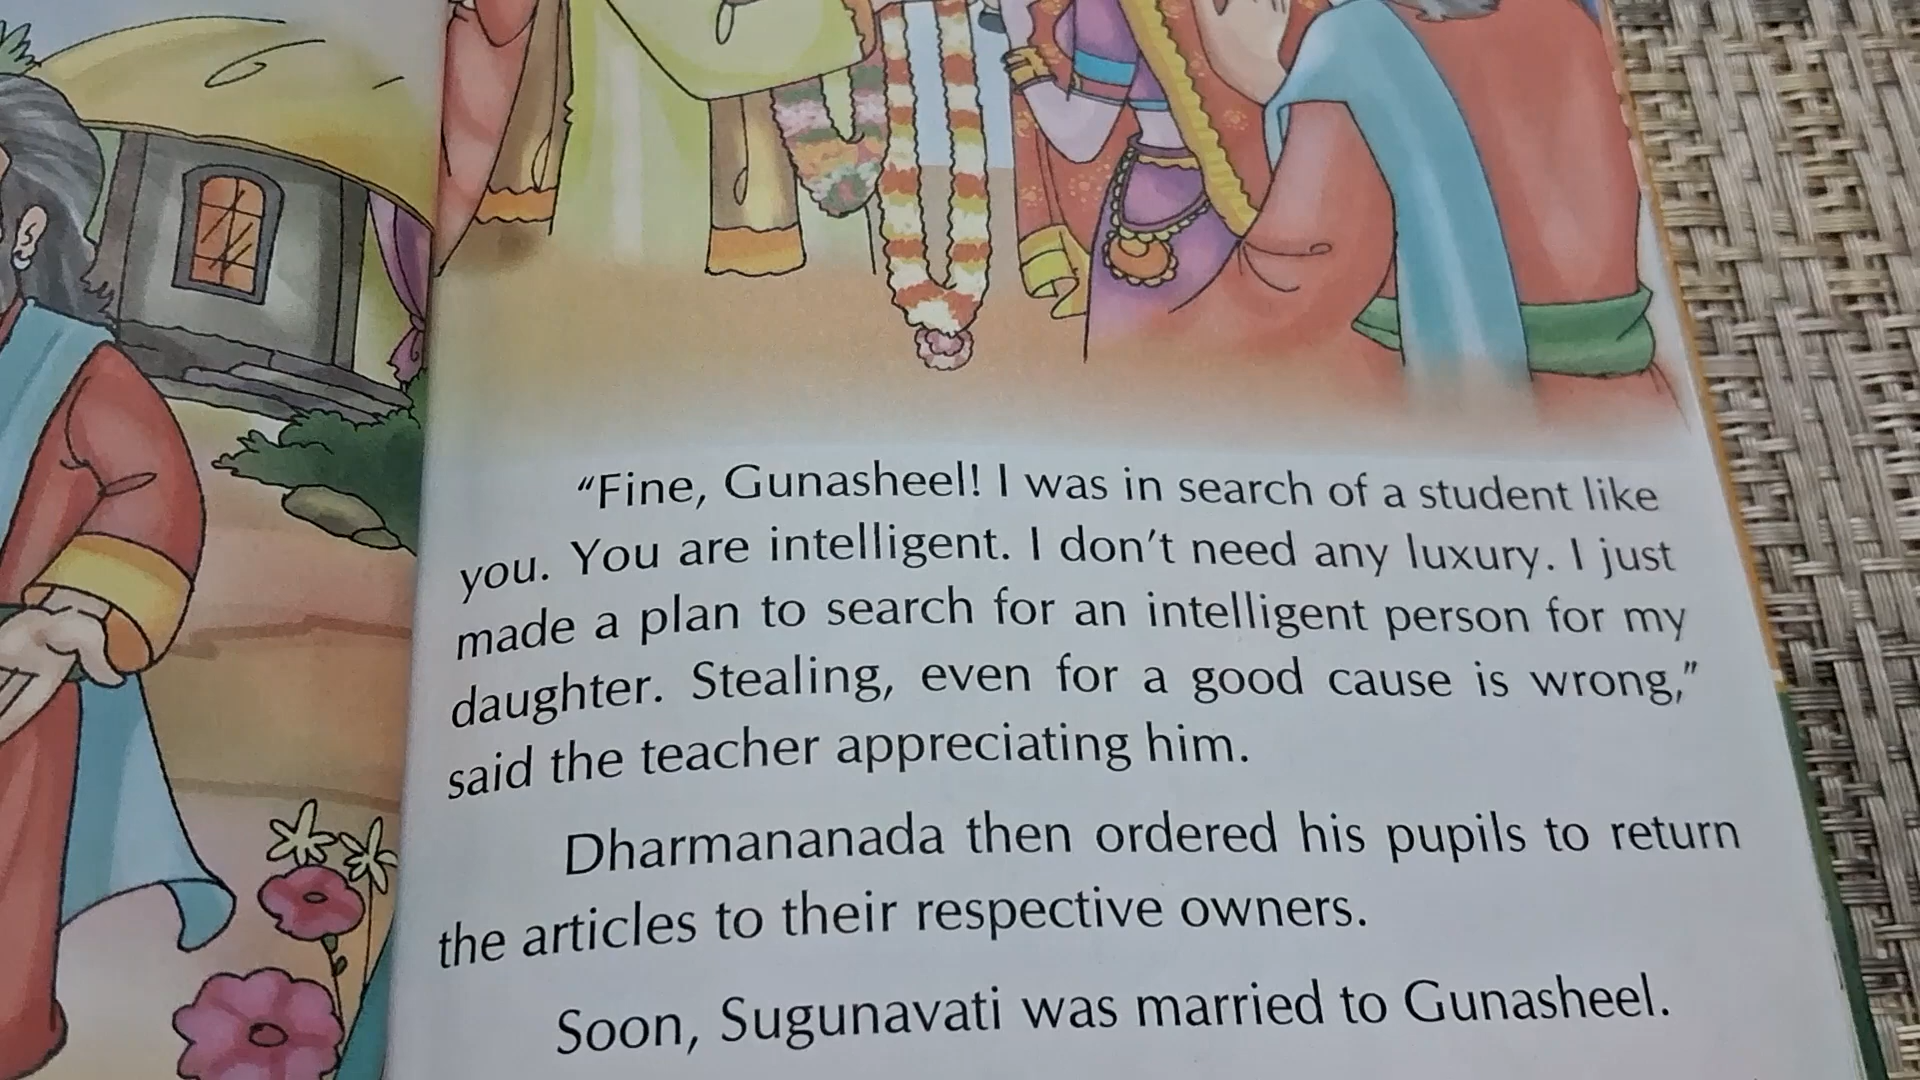 “Fine, Gunasheel! I was in search of a student like
you. You are intelligent. I don’t need any luxury. I just
made a plan to search for an intelligent person for my
daughter. Stealing, even for a good cause is wrong,”
said the teacher appreciating him.
Dharmananada then ordered his pupils to return
the articles to their respective owners.
Soon, Sugunavati was married to Gunasheel.